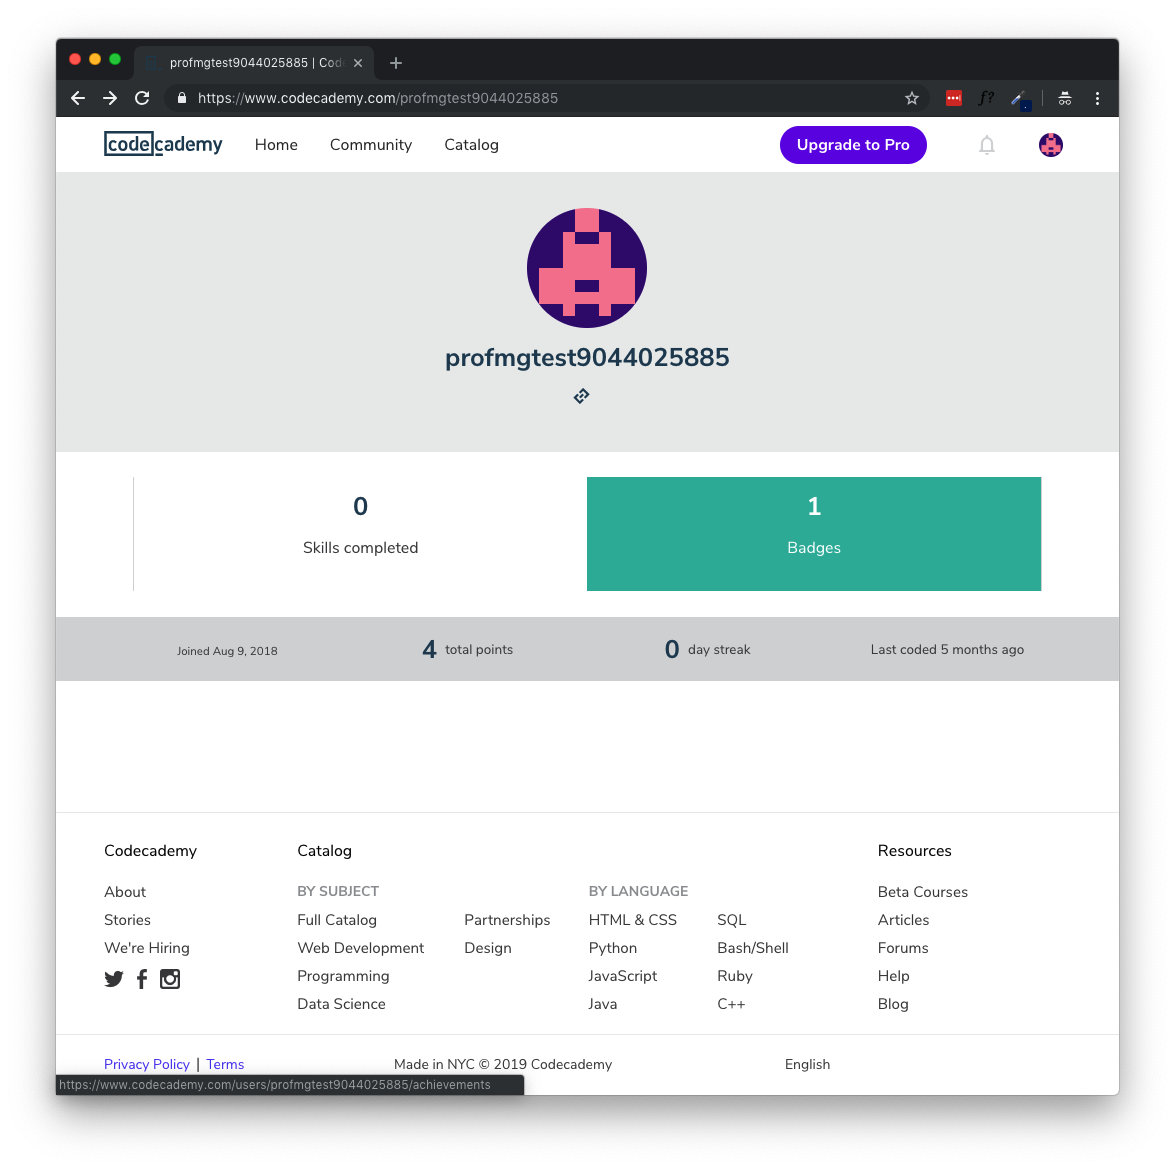 profmgtest9044025885 | Cod
https://www.codecademy.com/profmgtest9044025885
f?
codecademy
Home
Community
Catalog
Upgrade to Pro
profmgtest9044025885
0
Skills completed
1
Badges
Joined Aug 9, 2018
4 total points
0 day streak
Last coded 5 months ago
Codecademy
About
Stories
We're Hiring
Catalog
BY SUBJECT
Full Catalog
Web Development
Programming
Data Science
Partnerships
Design
BY LANGUAGE
HTML & CSS
Python
JavaScript
Java
SQL
Bash/Shell
Ruby
C++
Resources
Beta Courses
Articles
Forums
Help
Blog
Privacy Policy | Terms
Made in NYC © 2019 Codecademy
English
https://www.codecademy.com/users/profmgtest9044025885/achievements